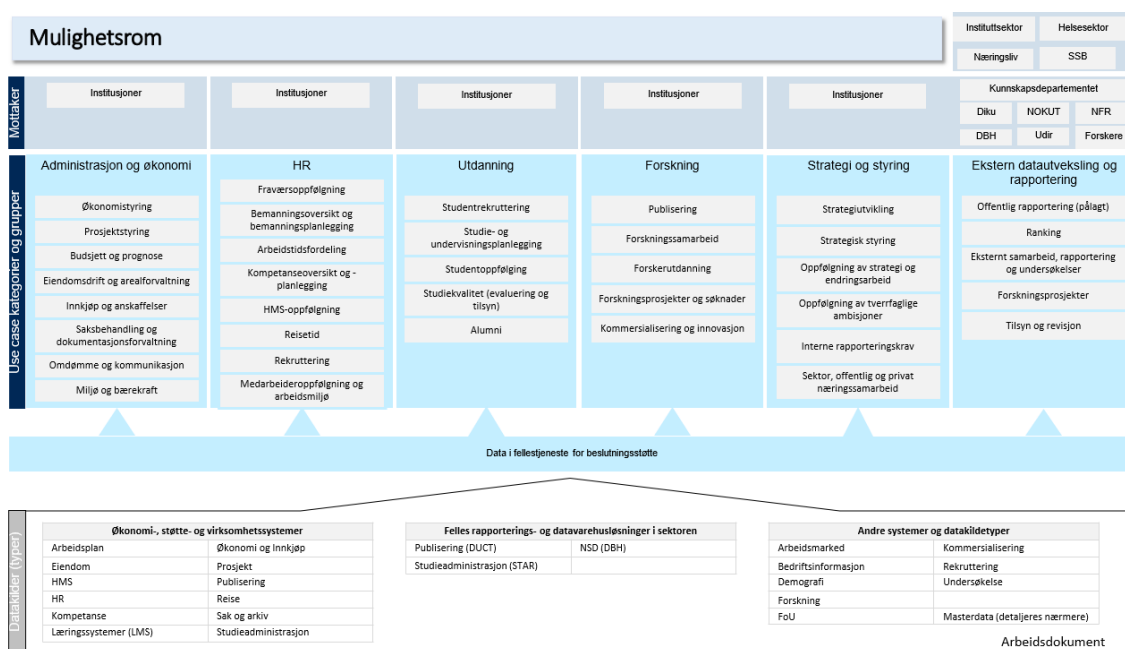 Mulighetsrom
Instituttsektor
Helsesektor
Næringsliv
SSB
Mottaker
Institusjoner
Institusjoner
Institusjoner
Institusjoner
Institusjoner
Kunnskapsdepartementet
Diku
NOKUT
NFR
DBH
Udir
Forskere
Use case kategorier og grupper
Administrasjon og økonomi
Økonomistyring
Prosjektstyring
Budsjett og prognose
Eiendomsdrift og arealforvaltning
Innkjøp og anskaffelser
Saksbehandling og
dokumentasjonsforvaltning
Omdømme og kommunikasjon
Miljø og bærekraft
HR
Fraværsoppfølgning
Bemanningsoversikt og
bemanningsplanlegging
Arbeidstidsfordeling
Kompetanseoversikt og -
planlegging
HMS-oppfølgning
Reisetid
Rekruttering
Medarbeideroppfølgning og
arbeidsmiljø
Utdanning
Studentrekruttering
Studie- og
undervisningsplanlegging
Studentoppfølging
Studiekvalitet (evaluering og
tilsyn)
Alumni
Forskning
Publisering
Forskningssamarbeid
Forskerutdanning
Forskningsprosjekter og søknader
Kommersialisering og innovasjon
Strategi og styring
Strategiutvikling
Strategisk styring
Oppfølgning av strategi og
endringsarbeid
Oppfølgning av tverrfaglige
ambisjoner
Interne rapporteringskrav
Sektor, offentlig og privat
næringssamarbeid
Ekstern datautveksling og
rapportering
Offentlig rapportering (pålagt)
Ranking
Eksternt samarbeid, rapportering
og undersøkelser
Forskningsprosjekter
Tilsyn og revisjon
Data i fellestjeneste for beslutningsstøtte
Datakilder (typer)
Økonomi-, støtte- og virksomhetssystemer
Arbeidsplan
Økonomi og Innkjøp
Eiendom
Prosjekt
HMS
Publisering
HR
Reise
Kompetanse
Sak og arkiv
Læringssystemer (LMS)
Studieadministrasjon
Felles rapporterings- og datavarehusløsninger i sektoren
Publisering (DUCT)
NSD (DBH)
Studieadministrasjon (STAR)
Andre systemer og datakildetyper
Arbeidsmarked
Kommersialisering
Bedriftsinformasjon
Rekruttering
Demografi
Undersøkelse
Forskning
FoU
Masterdata (detaljeres nærmere)
Arbeidsdokument